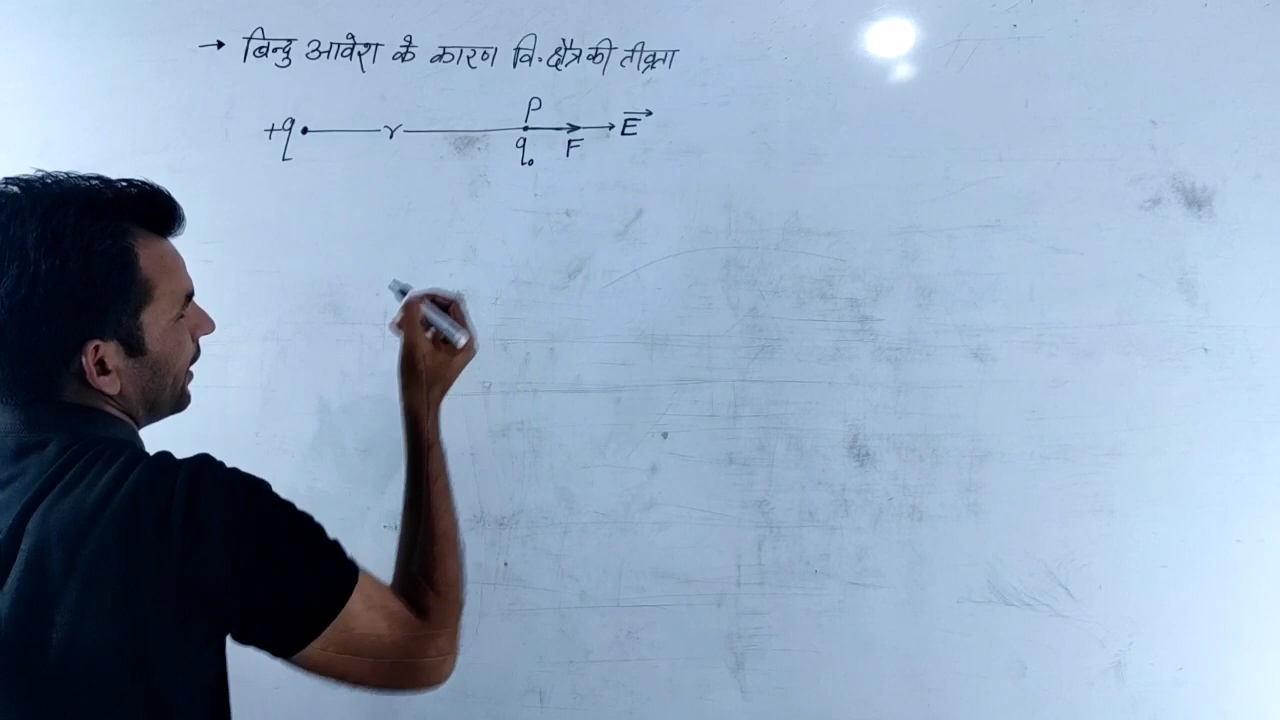 → बिन्दु आवेश के कारण वि. क्षैत्र की तीव्रता
P
+q r E
q₀ F